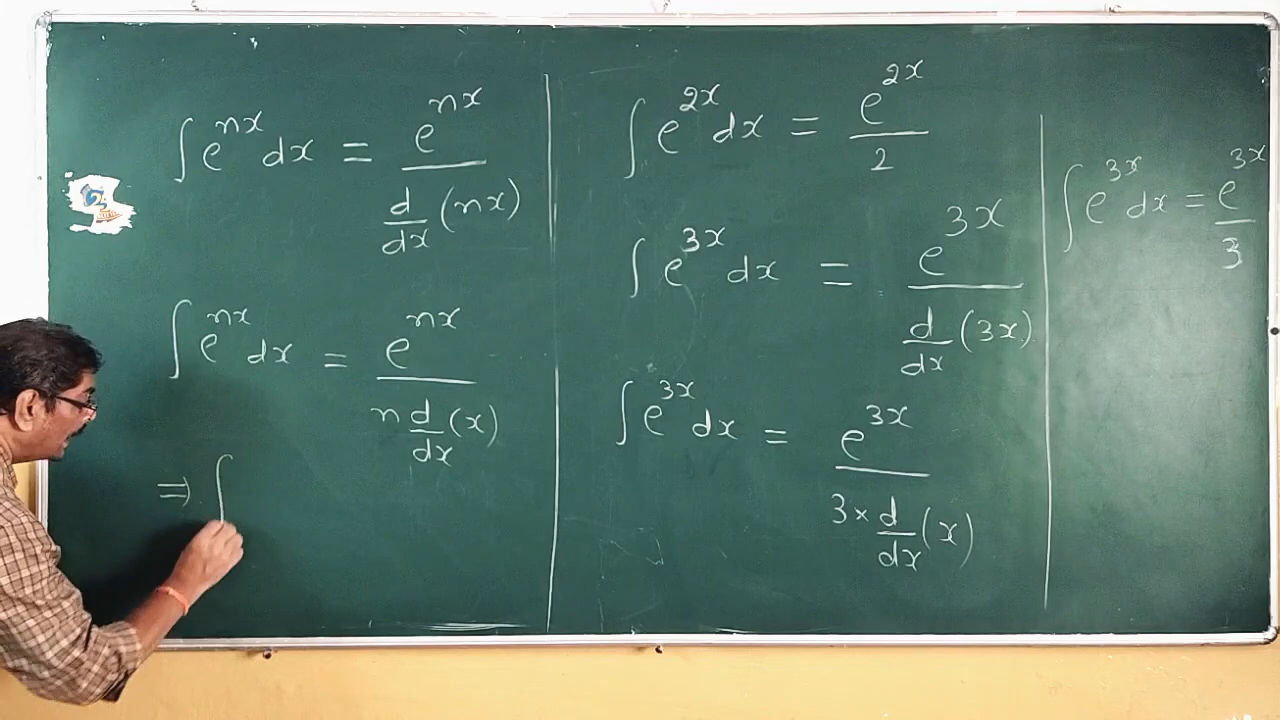 ∫ e^{nx} dx = e^{nx} / (d/dx (nx))
∫ e^{nx} dx = e^{nx} / (n d/dx (x))
⇒ ∫
∫ e^{2x} dx = e^{2x} / 2
∫ e^{3x} dx = e^{3x} / (d/dx (3x))
∫ e^{3x} dx = e^{3x} / (3 × d/dx (x))
∫ e^{3x} dx = e^{3x} / 3